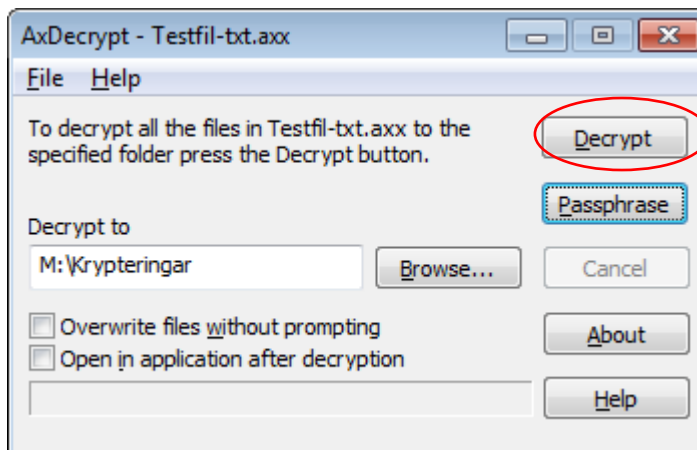 AxDecrypt - Testfil-txt.axx
File Help
To decrypt all the files in Testfil-txt.axx to the
specified folder press the Decrypt button.
Decrypt
Passphrase
Decrypt to
M:\Krypteringar
Browse...
Cancel
Overwrite files without prompting
Open in application after decryption
About
Help